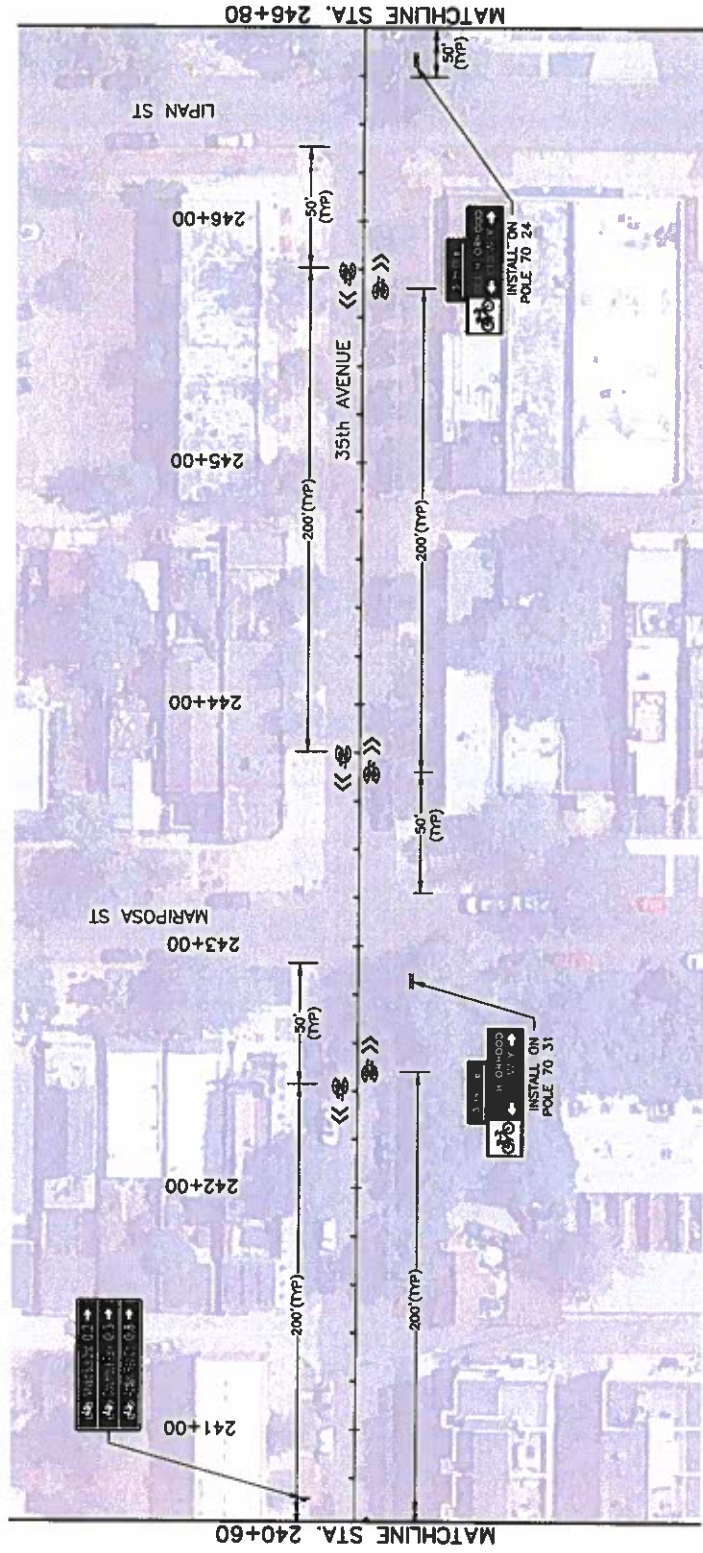 MATCHLINE STA. 246+80
LIPAN ST
50'
(TYP)
50'
(TYP)
246+00
35th AVENUE
INSTALL ON
POLE 70 24
245+00
200'(TYP)
200'(TYP)
244+00
50'
(TYP)
MARIPOSA ST
243+00
50'
(TYP)
INSTALL ON
POLE 70 31
242+00
200'(TYP)
200'(TYP)
241+00
MATCHLINE STA. 240+60